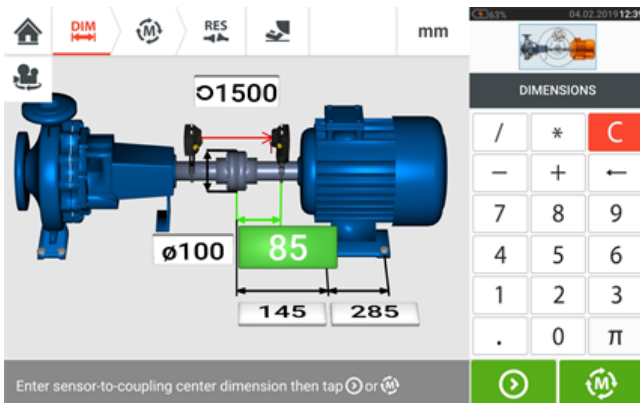 63% 04.02.2019 12:39
DIM M RES mm
DIMENSIONS
1500
ø100 85
145 285
/ * C
− + ←
7 8 9
4 5 6
1 2 3
. 0 π
Enter sensor-to-coupling center dimension then tap or M
M